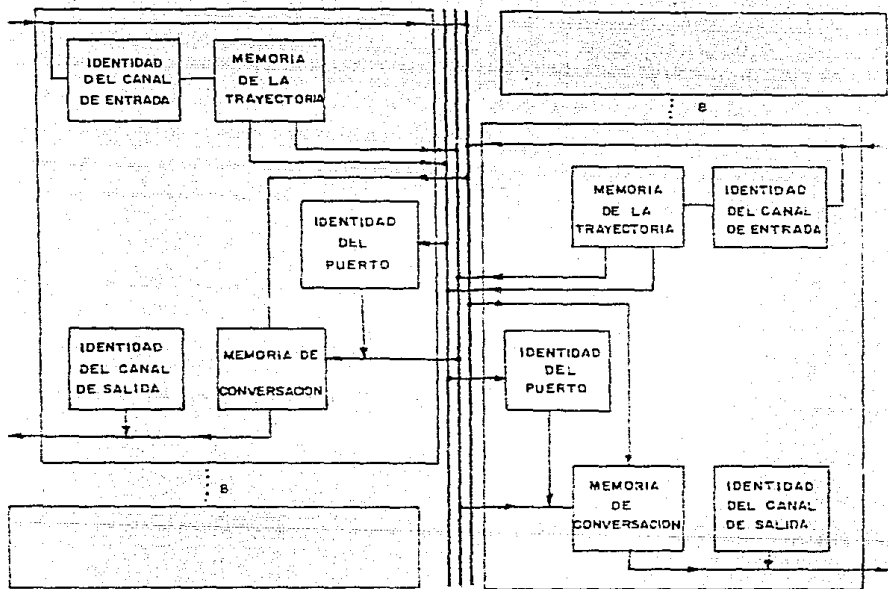 IDENTIDAD
DEL CANAL
DE ENTRADA
MEMORIA
DE LA
TRAYECTORIA
IDENTIDAD
DEL
PUERTO
IDENTIDAD
DEL CANAL
DE SALIDA
MEMORIA DE
CONVERSACION
8
8
MEMORIA
DE LA
TRAYECTORIA
IDENTIDAD
DEL CANAL
DE ENTRADA
IDENTIDAD
DEL
PUERTO
MEMORIA
DE
CONVERSACION
IDENTIDAD
DEL CANAL
DE SALIDA